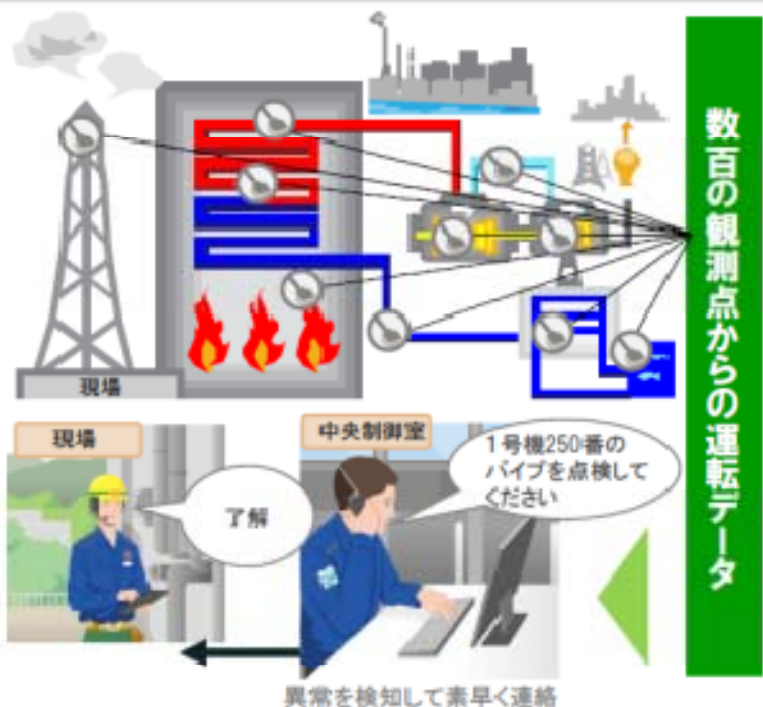 数百の観測点からの運転データ
現場
現場
中央制御室
1号機250番の
パイプを点検して
ください
了解
異常を検知して素早く連絡